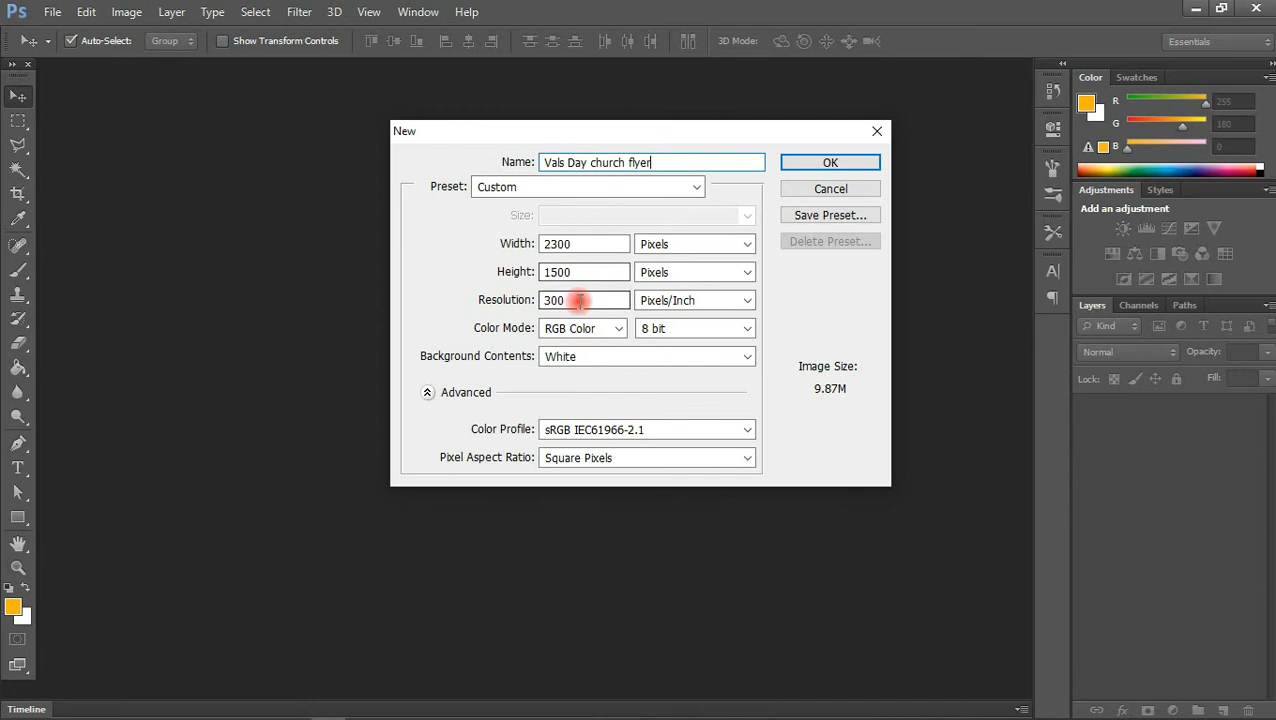 Ps File Edit Image Layer Type Select Filter 3D View Window Help
Auto-Select: Group Show Transform Controls 3D Mode: Essentials
New
Name: Vals Day church flyer OK
Preset: Custom Cancel
Size: Save Preset...
Width: 2300 Pixels Delete Preset...
Height: 1500 Pixels
Resolution: 300 Pixels/Inch
Color Mode: RGB Color 8 bit
Background Contents: White
Image Size:
9.87M
Advanced
Color Profile: sRGB IEC61966-2.1
Pixel Aspect Ratio: Square Pixels
Color Swatches
R 255
G 180
B 0
Adjustments Styles
Add an adjustment
Layers Channels Paths
Kind
Normal Opacity:
Lock: Fill:
Timeline